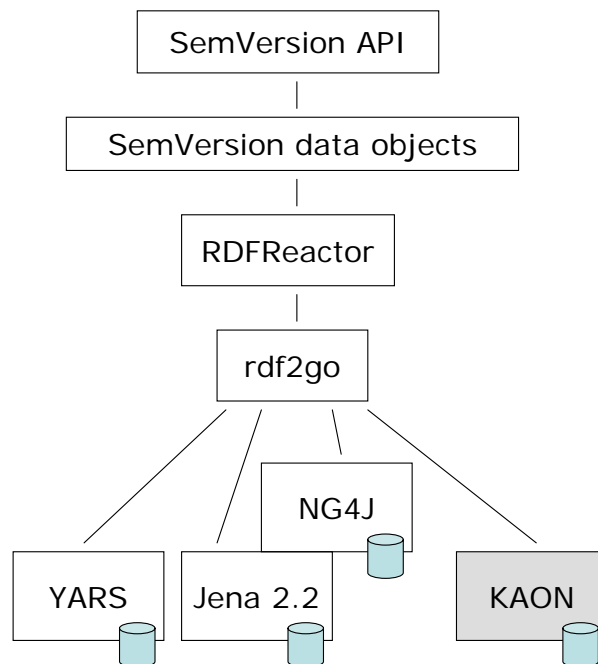 SemVersion API
SemVersion data objects
RDFReactor
rdf2go
NG4J
YARS
Jena 2.2
KAON